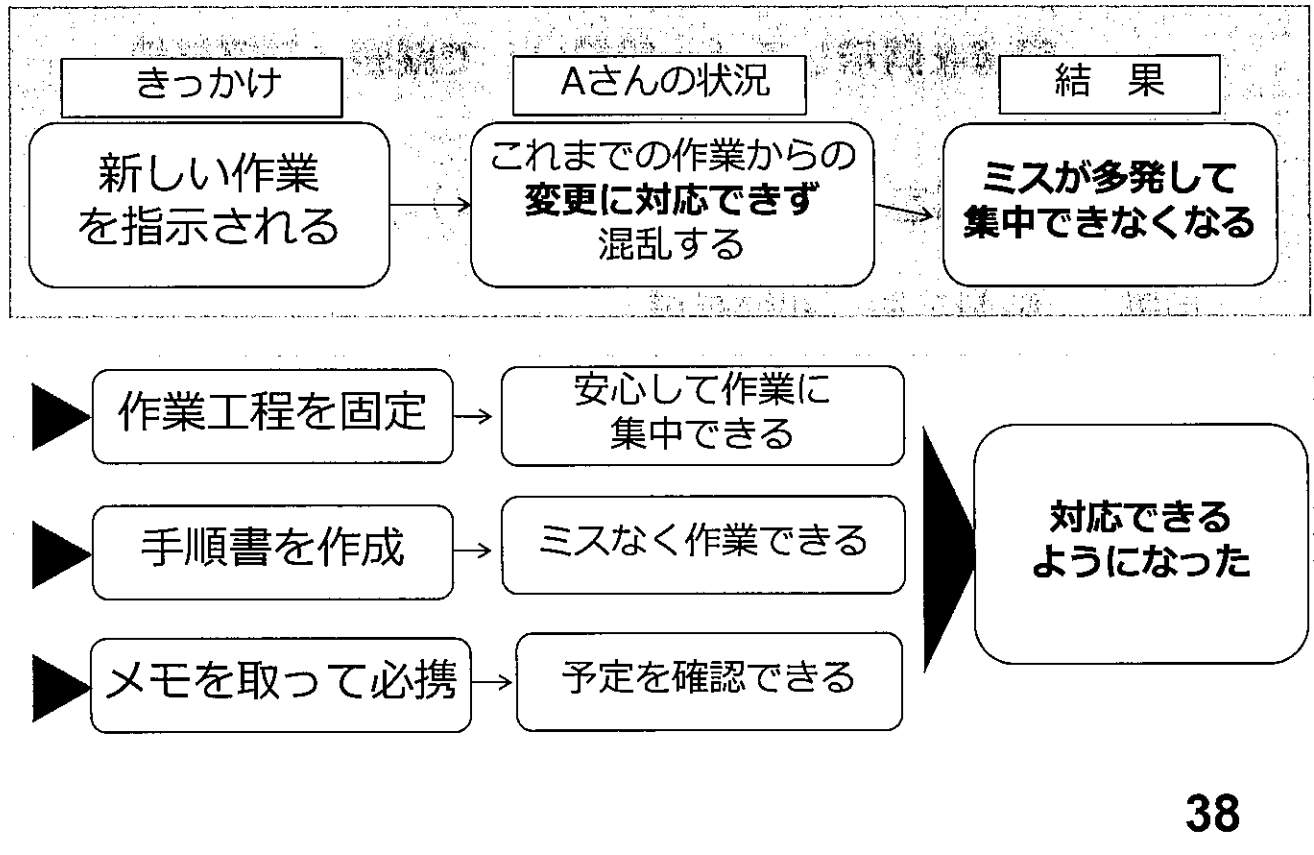 きっかけ
Aさんの状況
結　果
新しい作業
を指示される
これまでの作業からの
変更に対応できず
混乱する
ミスが多発して
集中できなくなる
作業工程を固定
安心して作業に
集中できる
手順書を作成
ミスなく作業できる
メモを取って必携
予定を確認できる
対応できる
ようになった
38